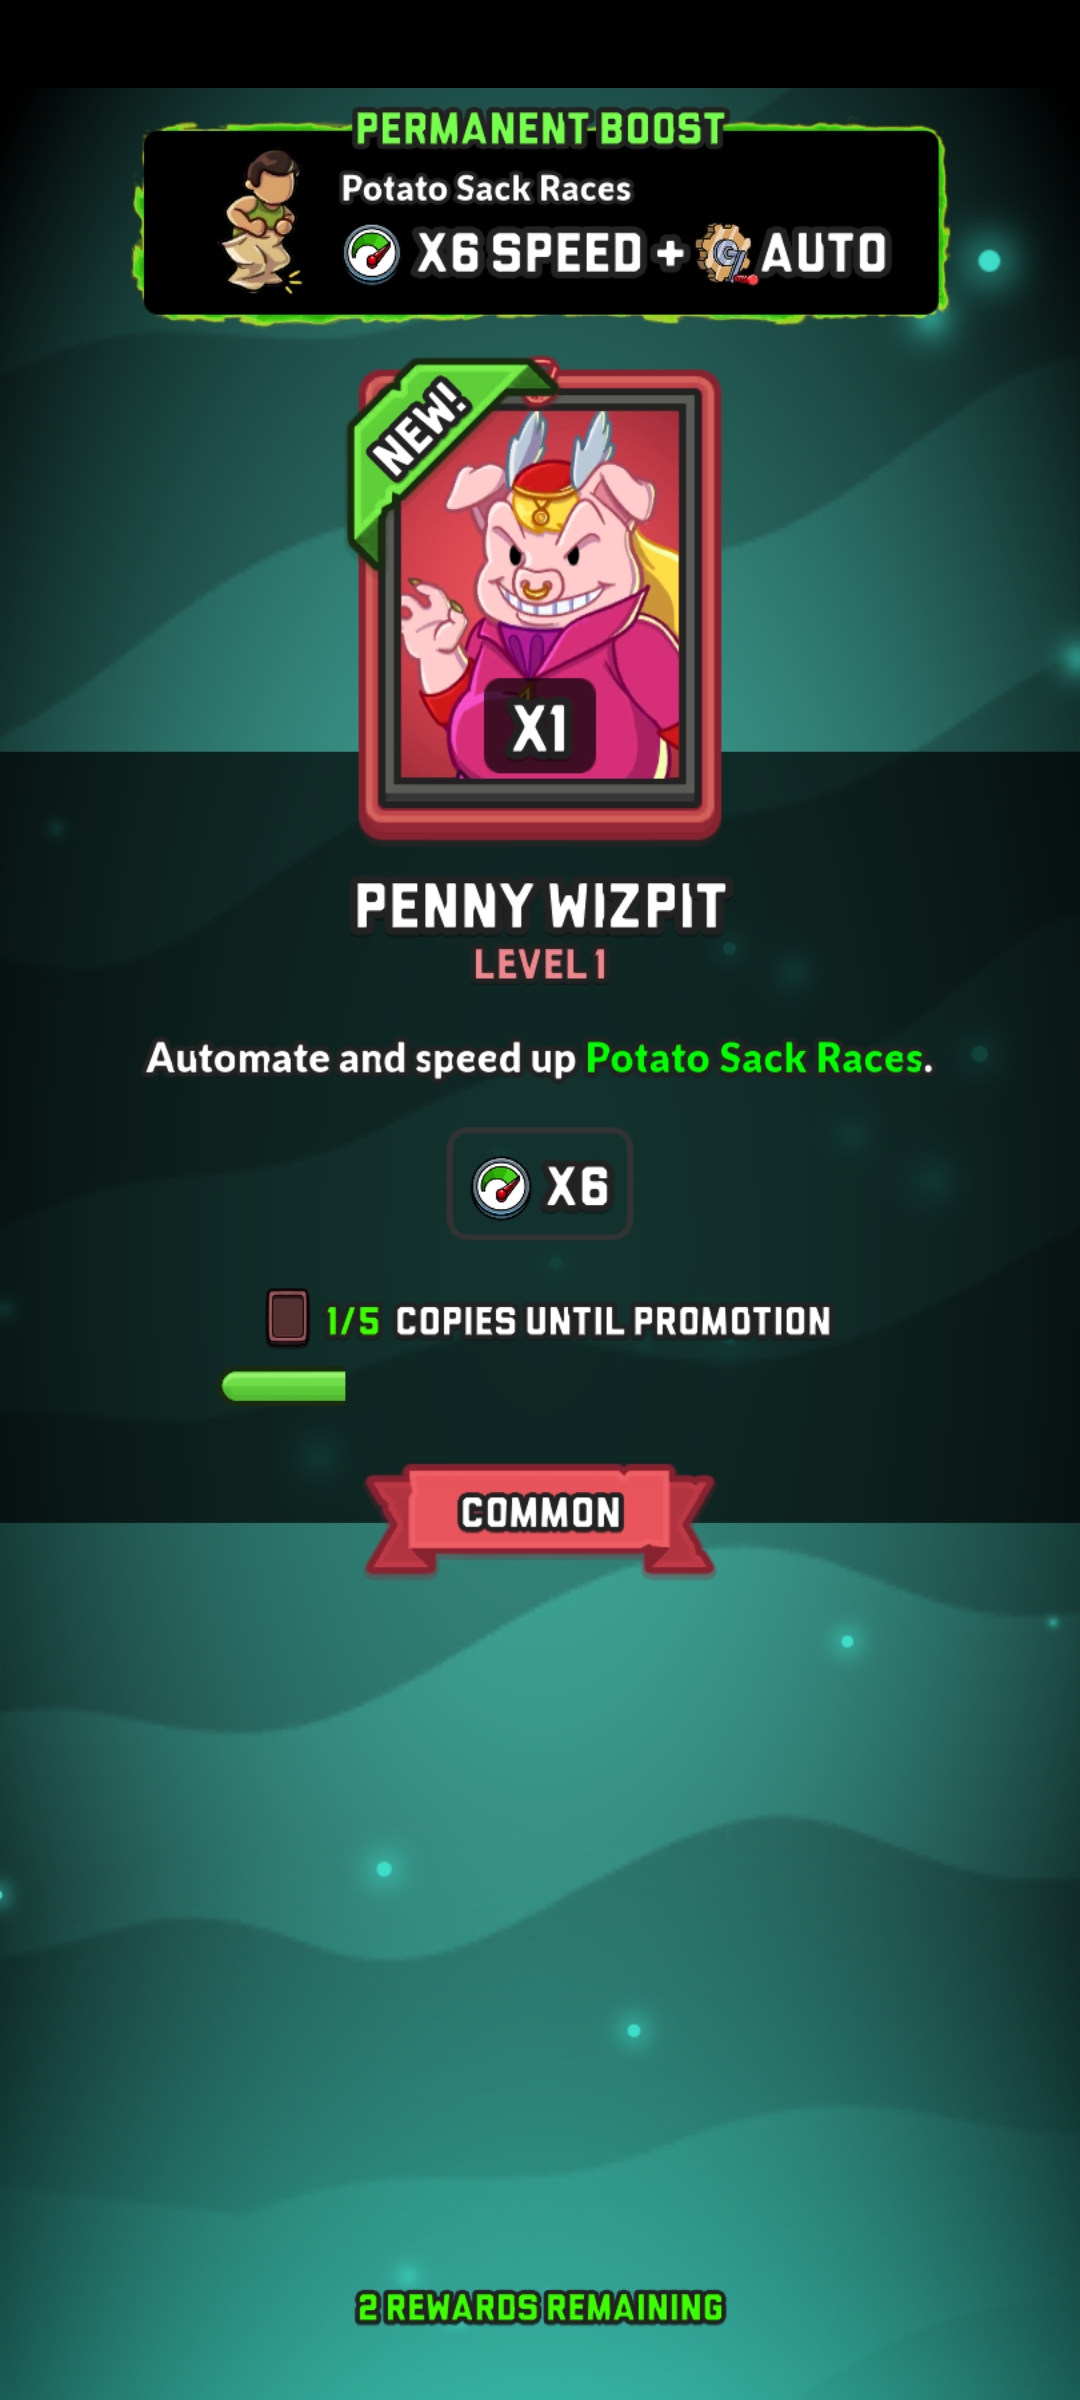 PERMANENT BOOST
Potato Sack Races
X6 SPEED + AUTO
NEW!
X1
PENNY WIZPIT
LEVEL 1
Automate and speed up Potato Sack Races.
X6
1/5 COPIES UNTIL PROMOTION
COMMON
2 REWARDS REMAINING